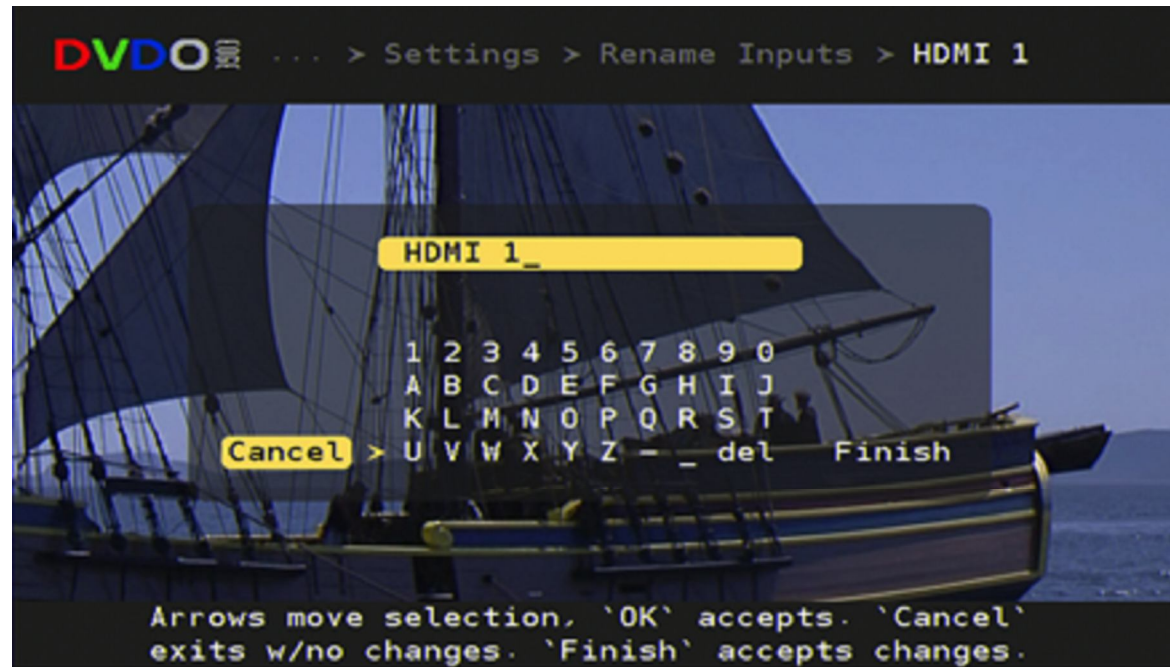 DVDO EDGE ... > Settings > Rename Inputs > HDMI 1
HDMI 1_
1 2 3 4 5 6 7 8 9 0
A B C D E F G H I J
K L M N O P Q R S T
Cancel > U V W X Y Z - _ del Finish
Arrows move selection, `OK` accepts. `Cancel`
exits w/no changes. `Finish` accepts changes.